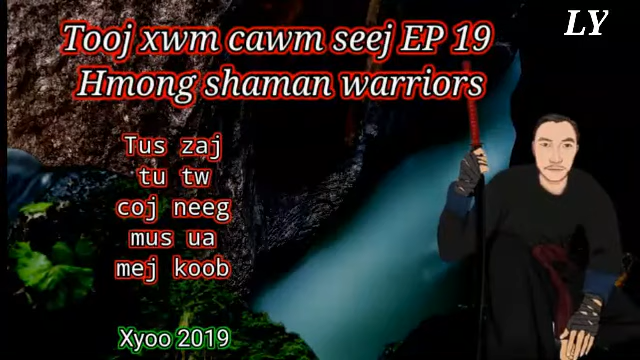 LY
Tooj xwm cawm seej EP 19
Hmong shaman warriors
Tus zaj
tu tw
coj neeg
mus ua
mej koob
Xyoo 2019